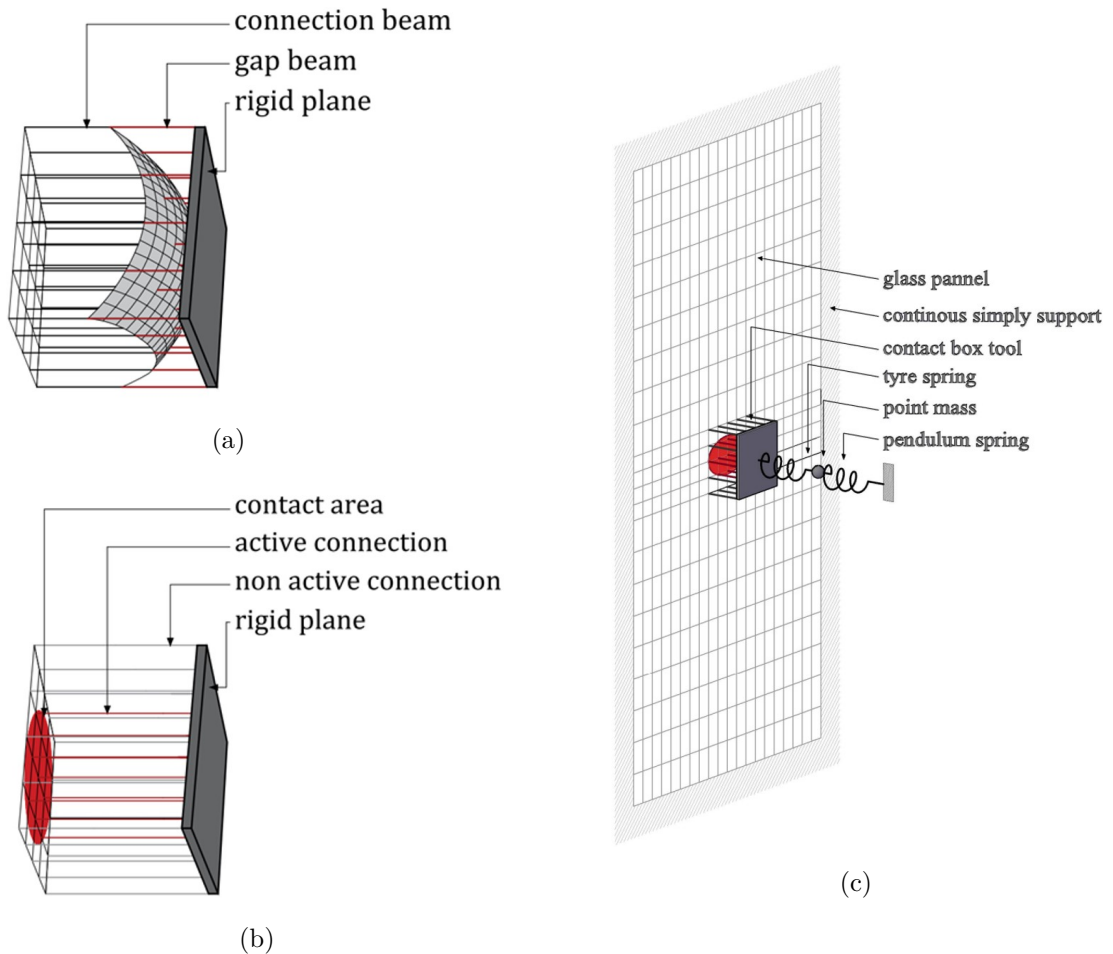 connection beam
gap beam
rigid plane
(a)
contact area
active connection
non active connection
rigid plane
(b)
glass pannel
continous simply support
contact box tool
tyre spring
point mass
pendulum spring
(c)